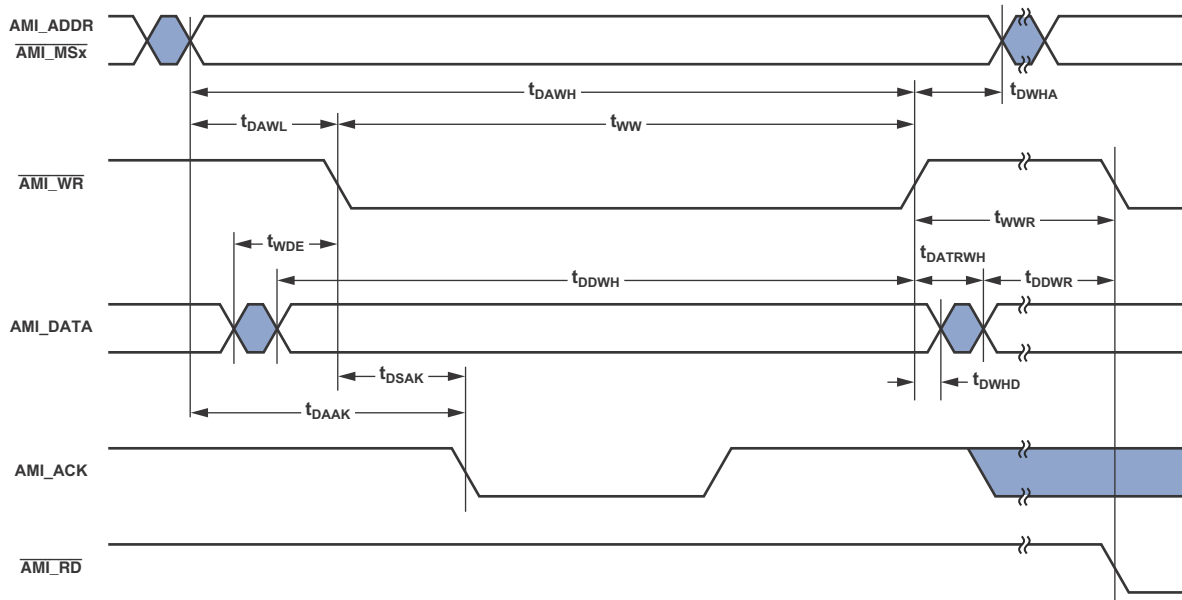 AMI_ADDR
AMI_MSx
tDAWH
tDWHA
tDAWL
tWW
AMI_WR
tWWR
tWDE
tDATRWH
tDDWH
tDDWR
AMI_DATA
tDSAK
tDWHD
tDAAK
AMI_ACK
AMI_RD